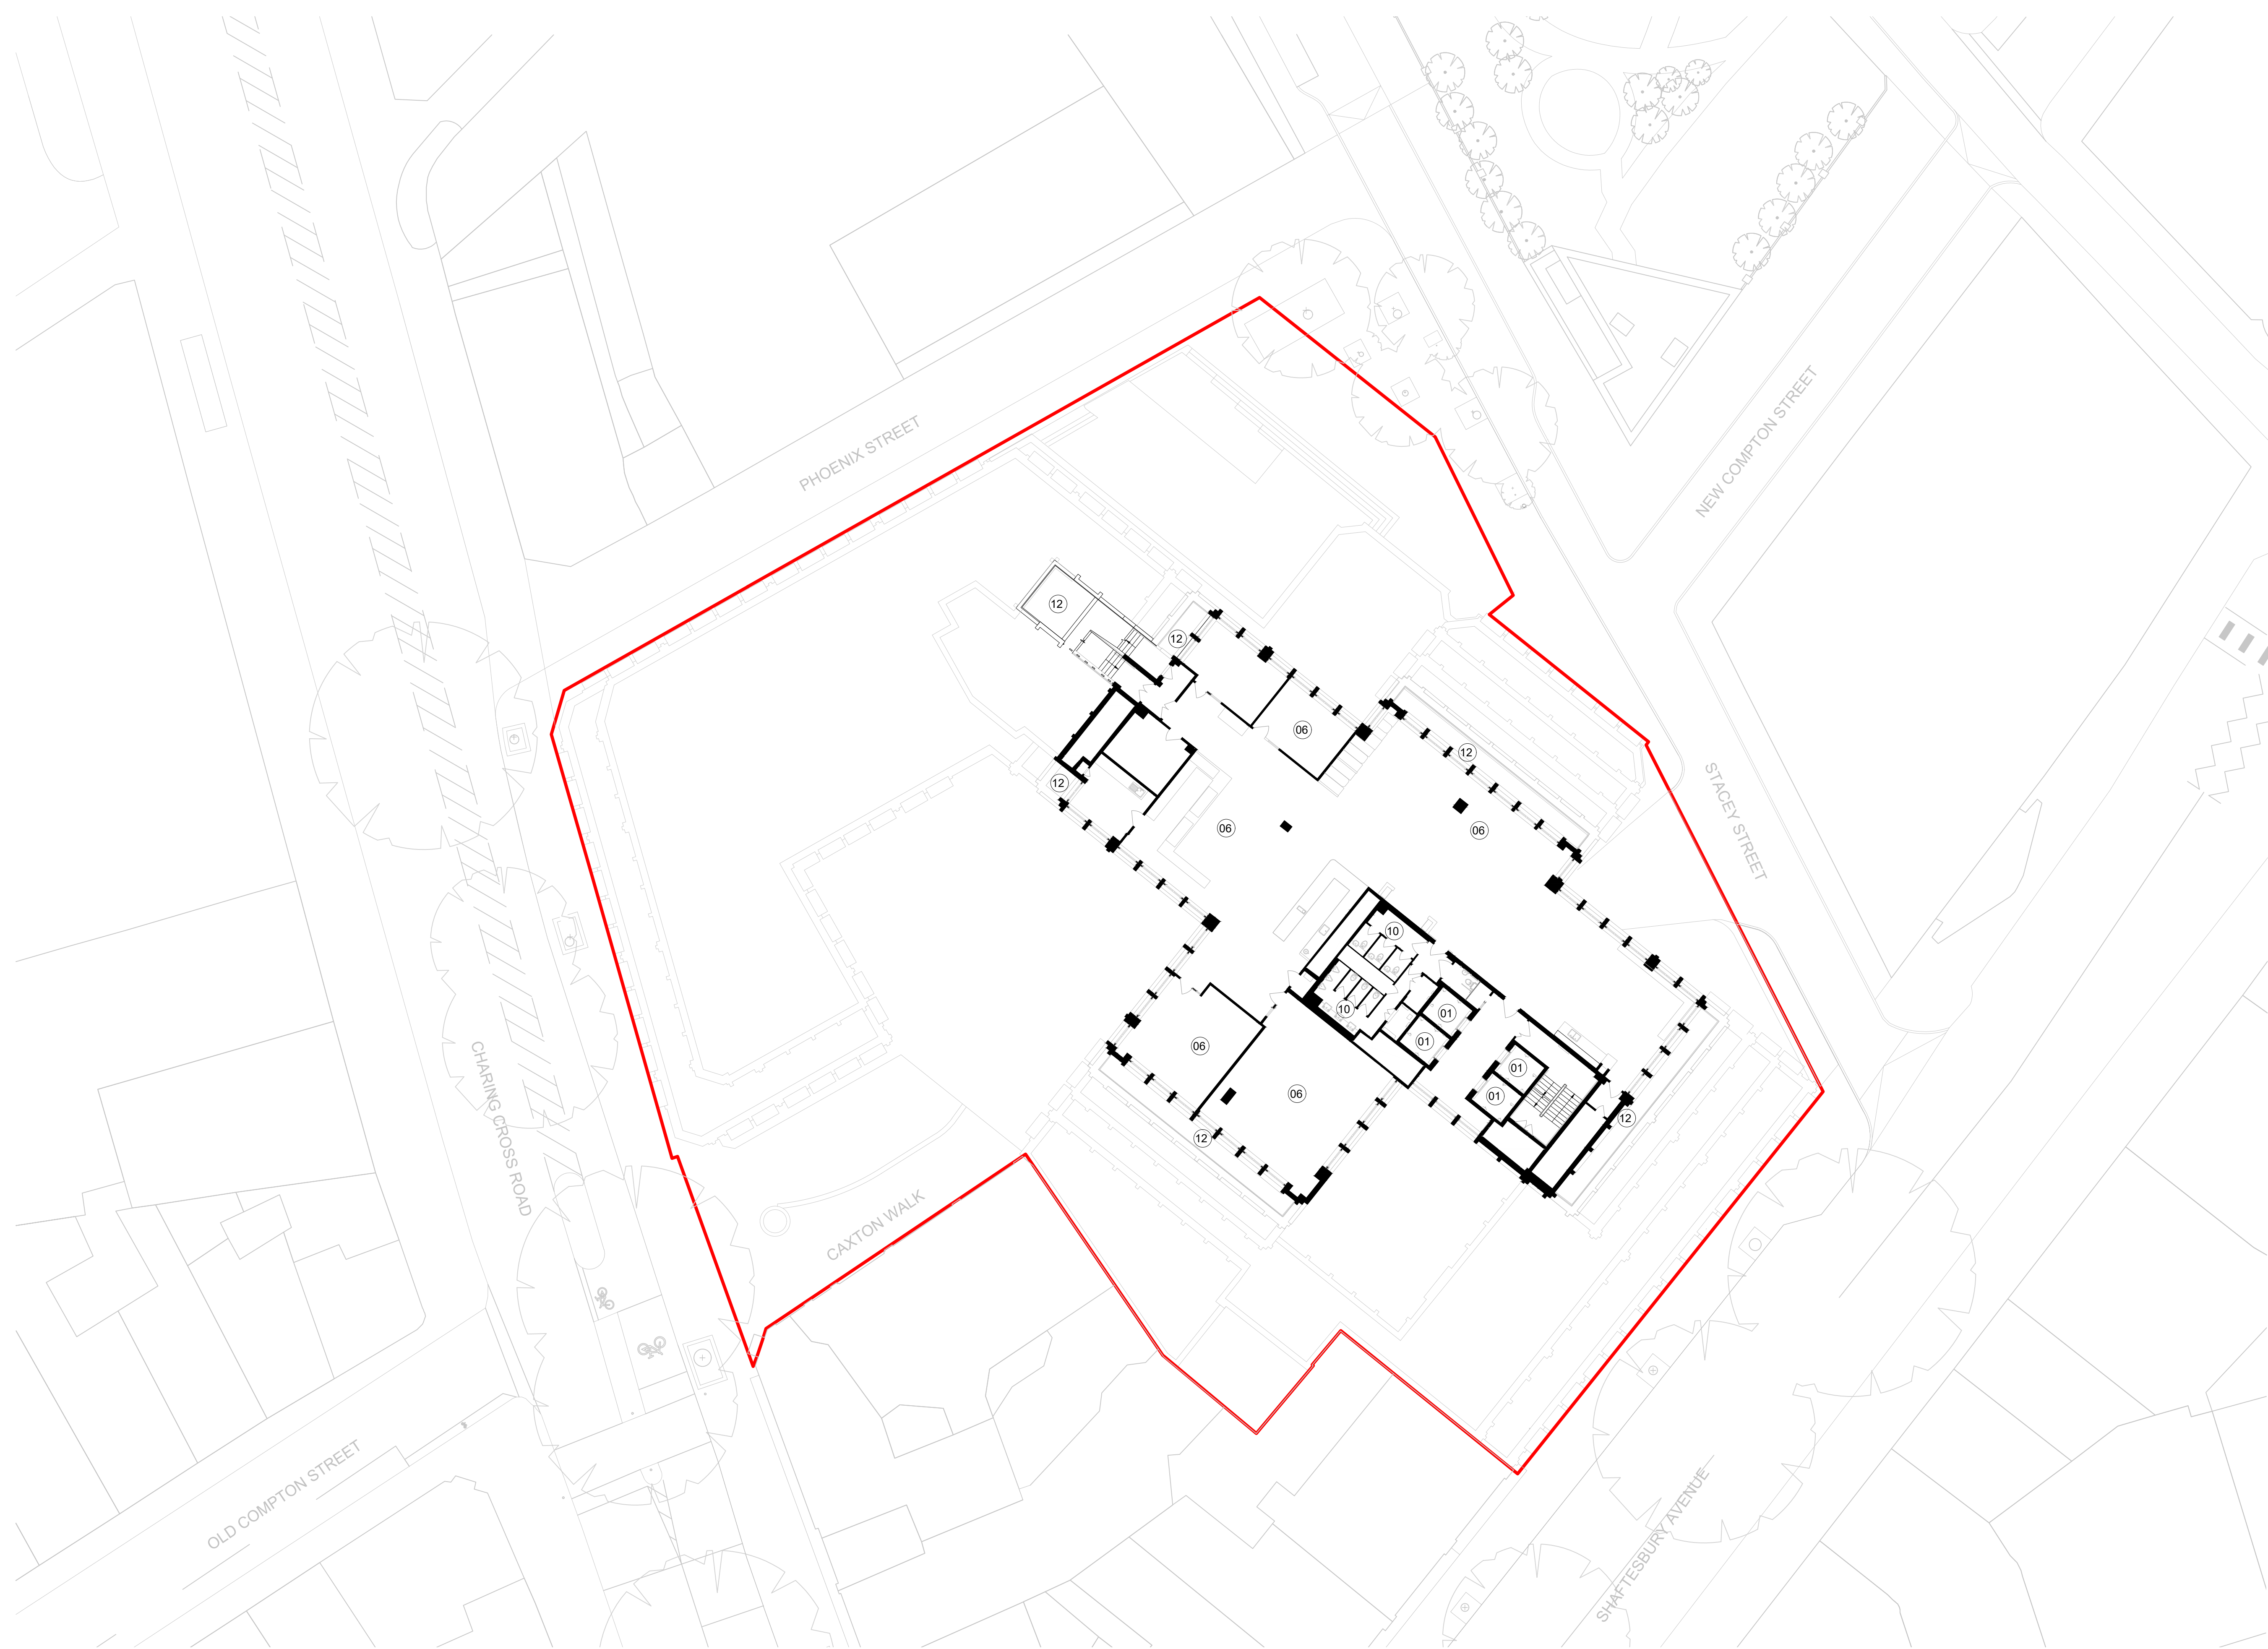 PHOENIX STREET
NEW COMPTON STREET
12
12
06
12
STACEY STREET
12
06
06
10
10
01
01
06
01
01
06
12
12
CHARING CROSS ROAD
CAXTON WALK
OLD COMPTON STREET
SHAFTESBURY AVENUE